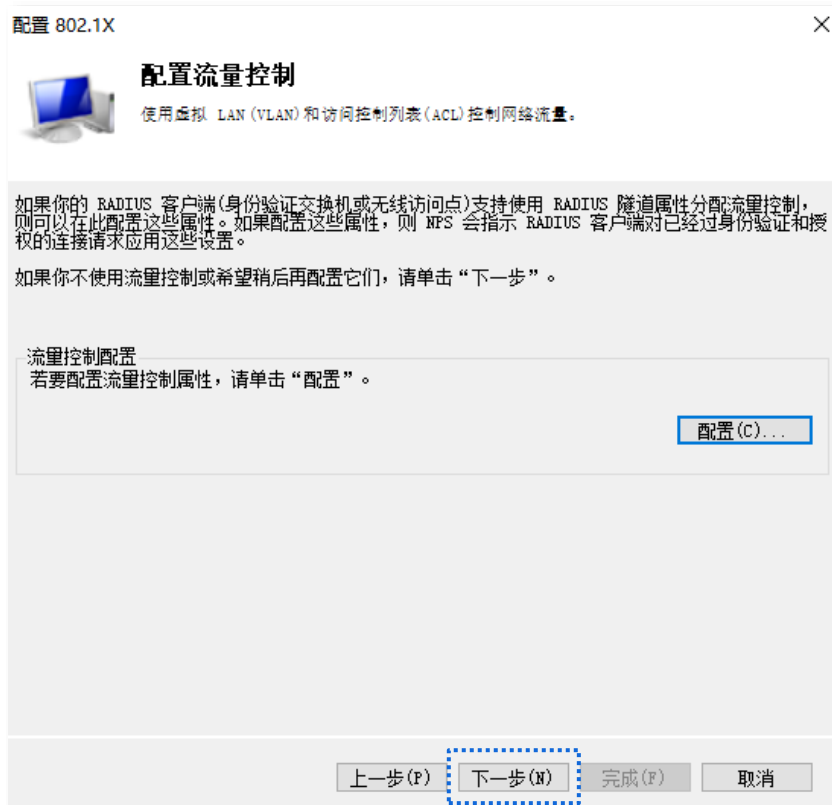 配置 802.1X
配置流量控制
使用虚拟 LAN(VLAN)和访问控制列表(ACL)控制网络流量。
如果你的 RADIUS 客户端(身份验证交换机或无线访问点)支持使用 RADIUS 隧道属性分配流量控制，
则可以在此配置这些属性。如果配置这些属性，则 NPS 会指示 RADIUS 客户端对已经过身份验证和授
权的连接请求应用这些设置。
如果你不使用流量控制或希望稍后再配置它们，请单击“下一步”。
流量控制配置
若要配置流量控制属性，请单击“配置”。
配置(C)...
上一步(P)
下一步(N)
完成(F)
取消